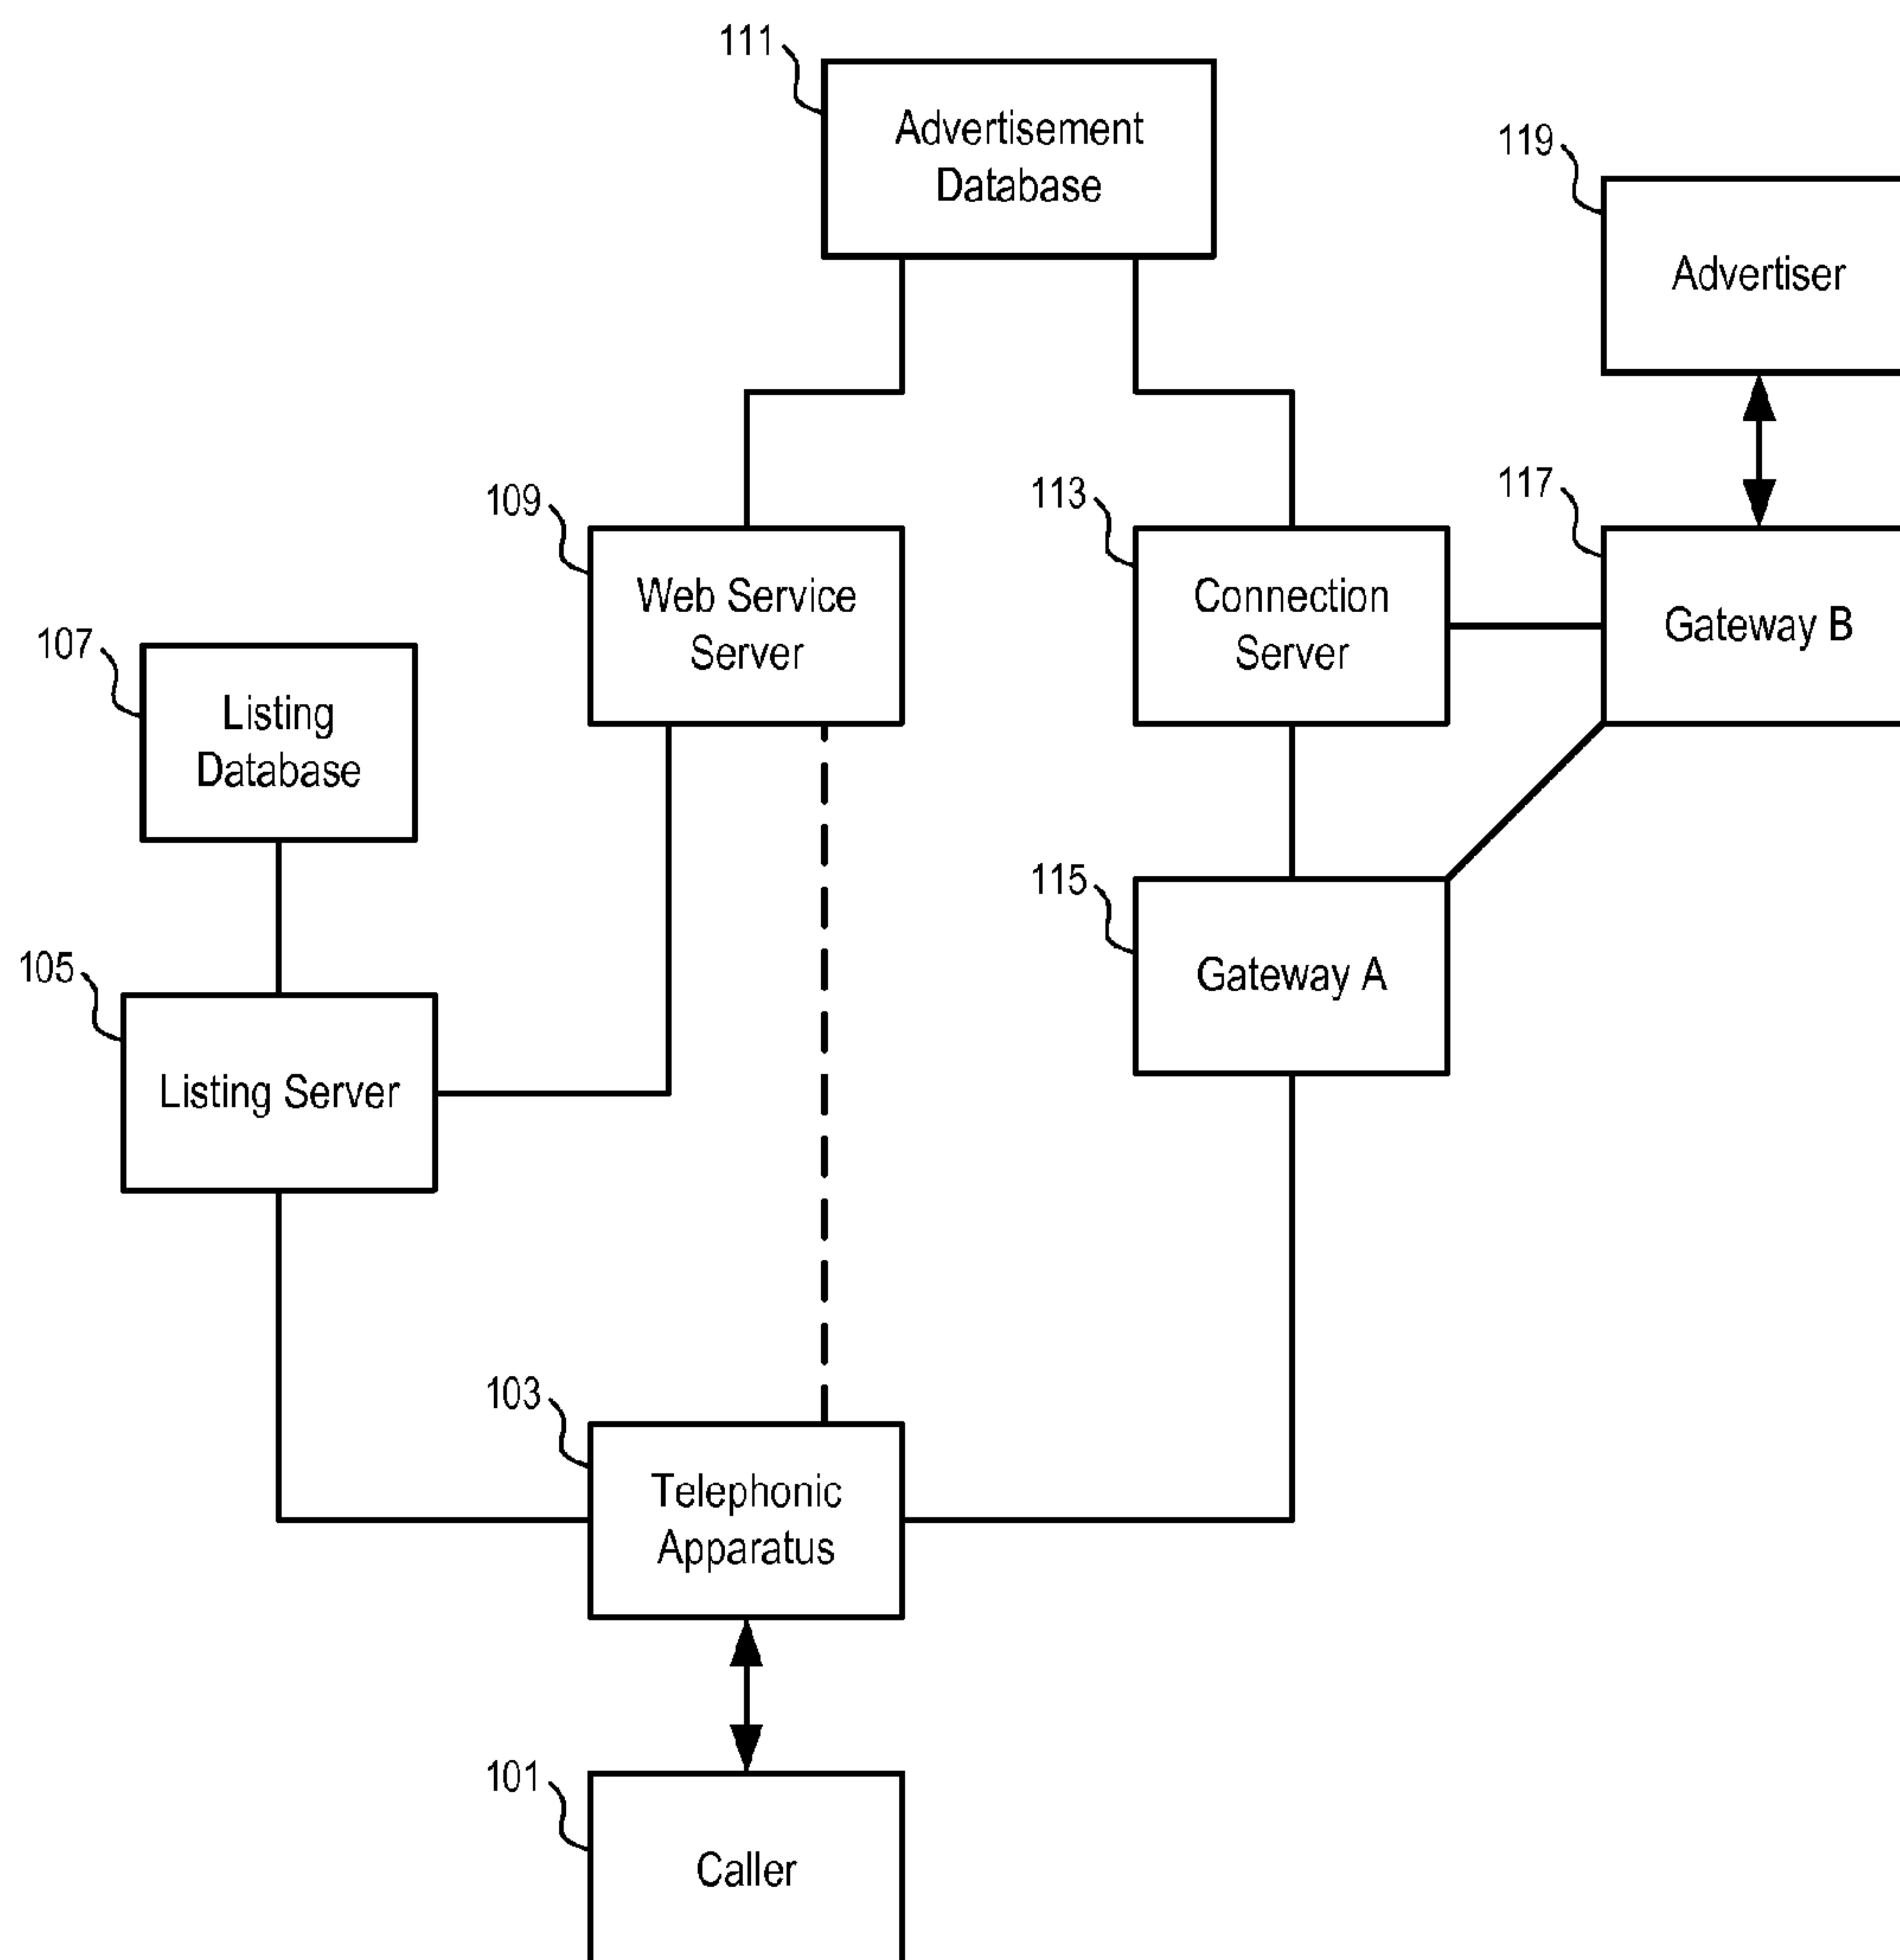 111
Advertisement
Database
119
Advertiser
109
Web Service
Server
113
Connection
Server
117
Gateway B
107
Listing
Database
115
Gateway A
105
Listing Server
103
Telephonic
Apparatus
101
Caller